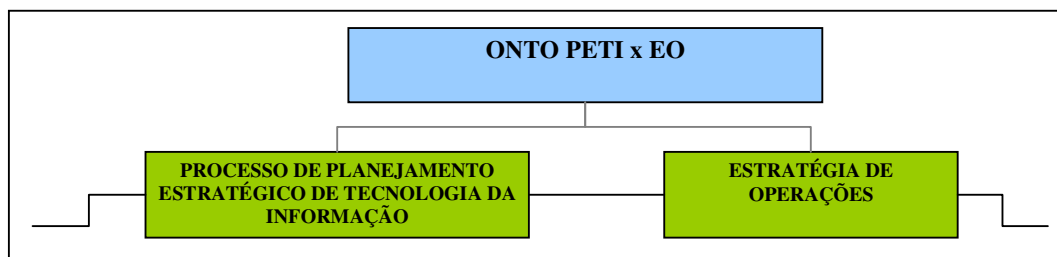 ONTO PETI x EO
PROCESSO DE PLANEJAMENTO
ESTRATÉGICO DE TECNOLOGIA DA
INFORMAÇÃO
ESTRATÉGIA DE
OPERAÇÕES